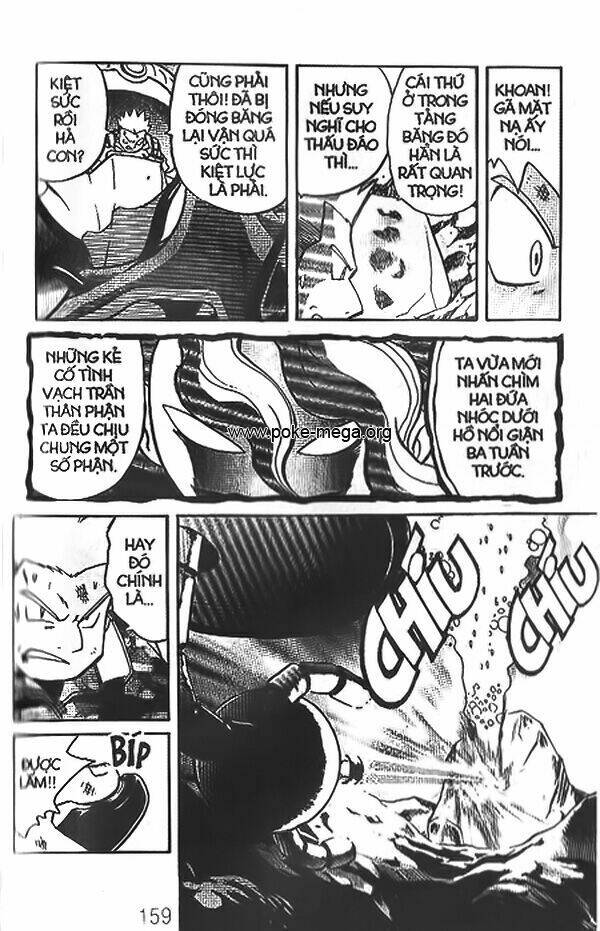 KHOAN!
GÃ MẶT
NẠ ẤY
NÓI...
CÁI THỨ
Ở TRONG
TẢNG
BĂNG ĐÓ
HẲN LÀ
RẤT QUAN
TRỌNG!
NHƯNG
NẾU SUY
NGHĨ CHO
THẤU ĐÁO
THÌ...
CŨNG PHẢI
THÔI! ĐÃ BỊ
ĐÓNG BĂNG
LẠI VẬN QUÁ
SỨC THÌ
KIỆT LỰC
LÀ PHẢI.
KIỆT
SỨC
RỒI
HẢ
CON?
TA VỪA MỚI
NHẤN CHÌM
HAI ĐỨA
NHÓC DƯỚI
HỒ NỔI GIẬN
BA TUẦN
TRƯỚC.
NHỮNG KẺ
CỐ TÌNH
VẠCH TRẦN
THÂN PHẬN
TA ĐỀU CHỊU
CHUNG MỘT
SỐ PHẬN.
www.poke-mega.org
CHÍU
CHÍU
HAY
ĐÓ
CHÍNH
LÀ...
BÍP
ĐƯỢC
LẮM!!
159